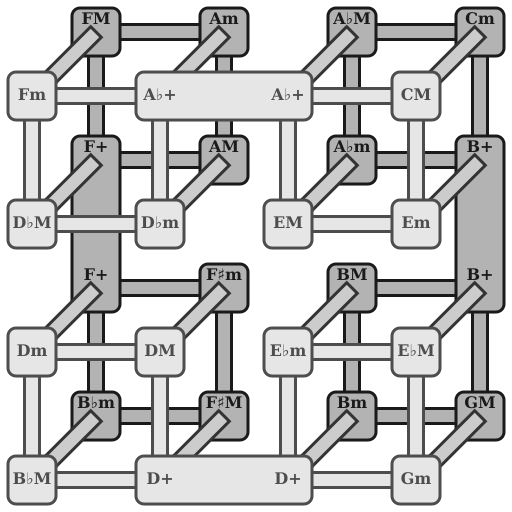 FM Am A♭M Cm
Fm A♭+ A♭+ CM
F+ AM A♭m B+
D♭M D♭m EM Em
F+ F♯m BM B+
Dm DM E♭m E♭M
B♭m F♯M Bm GM
B♭M D+ D+ Gm